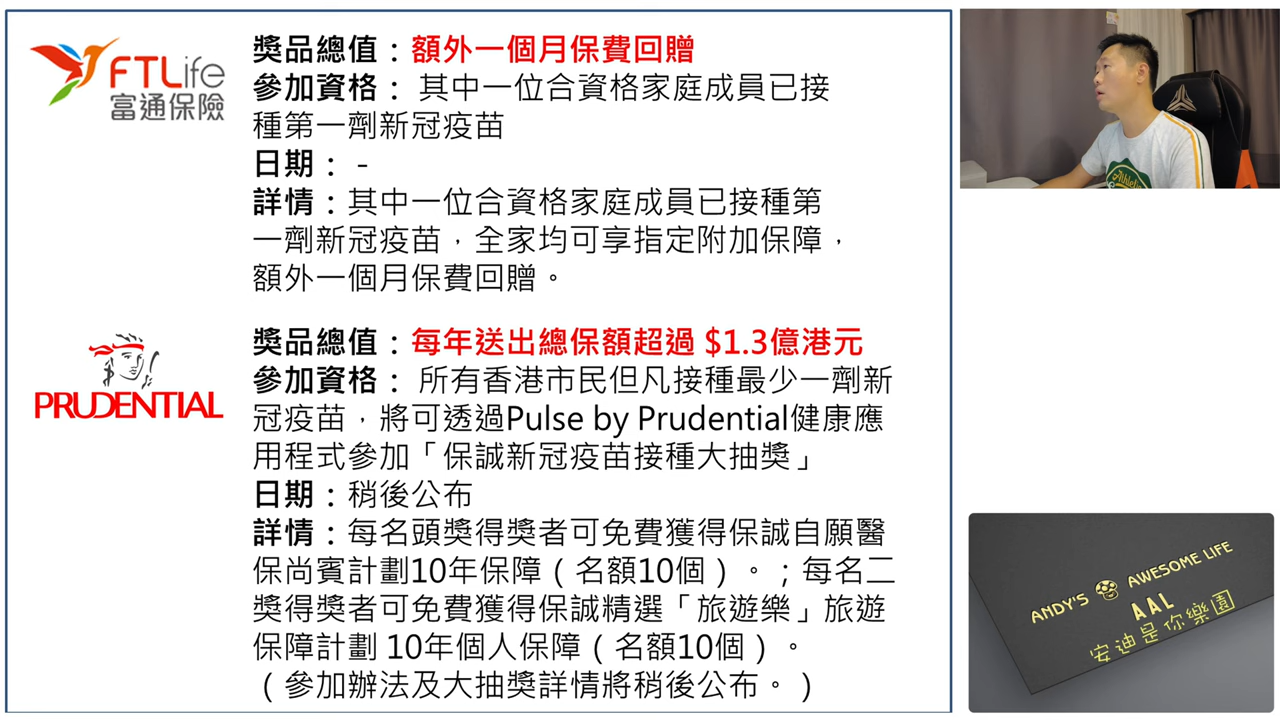 FTLife
富通保險
獎品總值：額外一個月保費回贈
參加資格： 其中一位合資格家庭成員已接
種第一劑新冠疫苗
日期： -
詳情：其中一位合資格家庭成員已接種第
一劑新冠疫苗，全家均可享指定附加保障，
額外一個月保費回贈。
PRUDENTIAL
獎品總值：每年送出總保額超過 $1.3億港元
參加資格： 所有香港市民但凡接種最少一劑新
冠疫苗，將可透過Pulse by Prudential健康應
用程式參加「保誠新冠疫苗接種大抽獎」
日期：稍後公布
詳情：每名頭獎得獎者可免費獲得保誠自願醫
保尚賓計劃10年保障（名額10個）。；每名二
獎得獎者可免費獲得保誠精選「旅遊樂」旅遊
保障計劃 10年個人保障（名額10個）。
（參加辦法及大抽獎詳情將稍後公布。）
ANDY'S AWESOME LIFE
AAL
安迪是你樂園